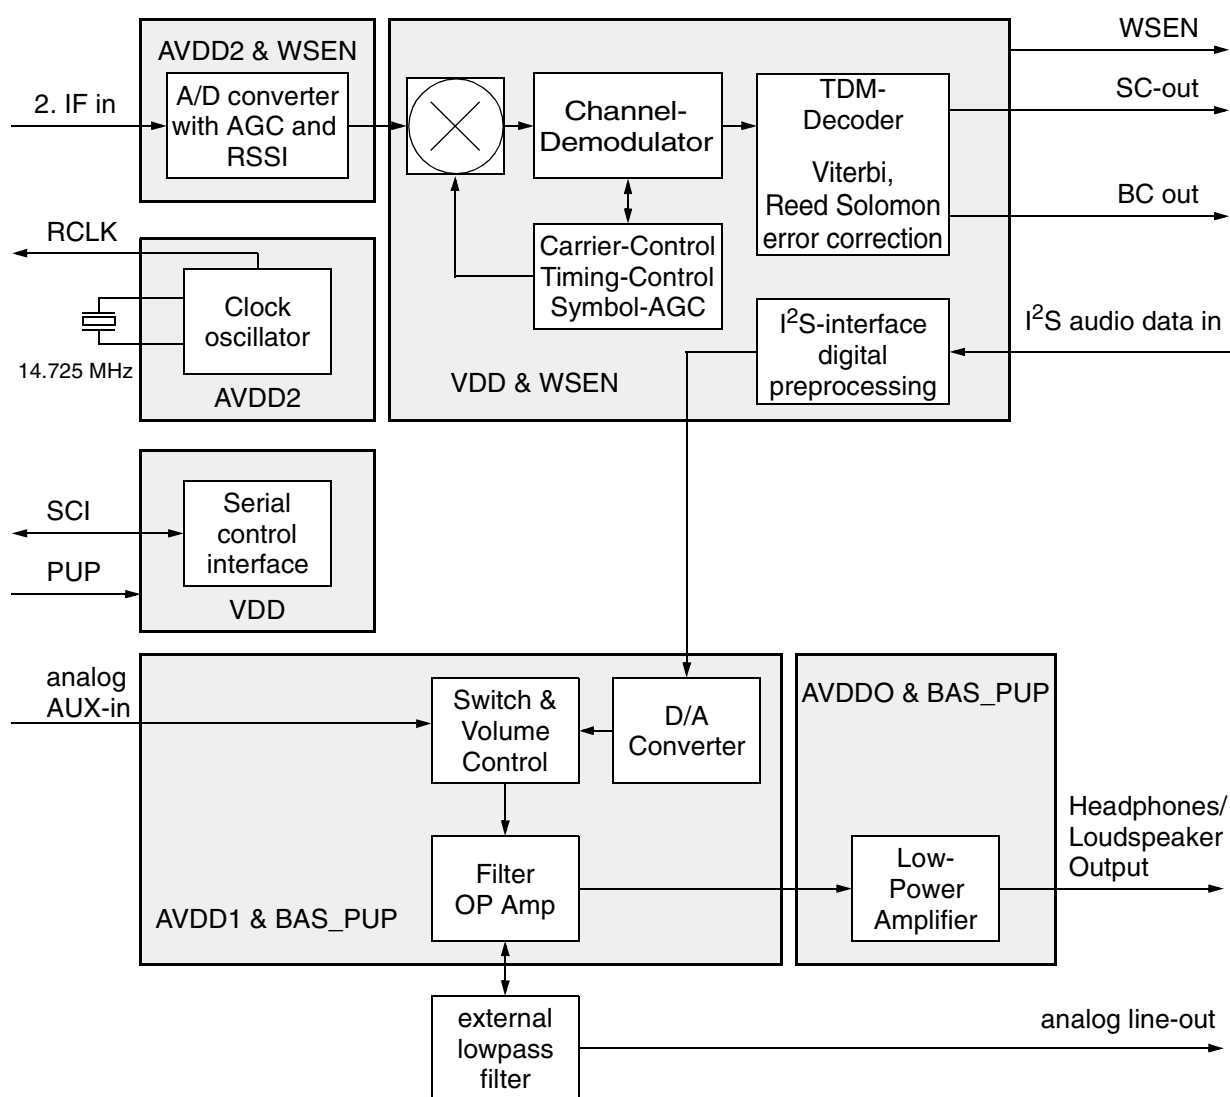 AVDD2 & WSEN
2. IF in
A/D converter
with AGC and
RSSI
Channel-
Demodulator
TDM-
Decoder
Viterbi,
Reed Solomon
error correction
WSEN
SC-out
BC out
RCLK
Clock
oscillator
14.725 MHz
AVDD2
Carrier-Control
Timing-Control
Symbol-AGC
I²S-interface
digital
preprocessing
I²S audio data in
VDD & WSEN
SCI
PUP
Serial
control
interface
VDD
analog
AUX-in
Switch &
Volume
Control
D/A
Converter
AVDDO & BAS_PUP
Filter
OP Amp
AVDD1 & BAS_PUP
Low-
Power
Amplifier
Headphones/
Loudspeaker
Output
external
lowpass
filter
analog line-out